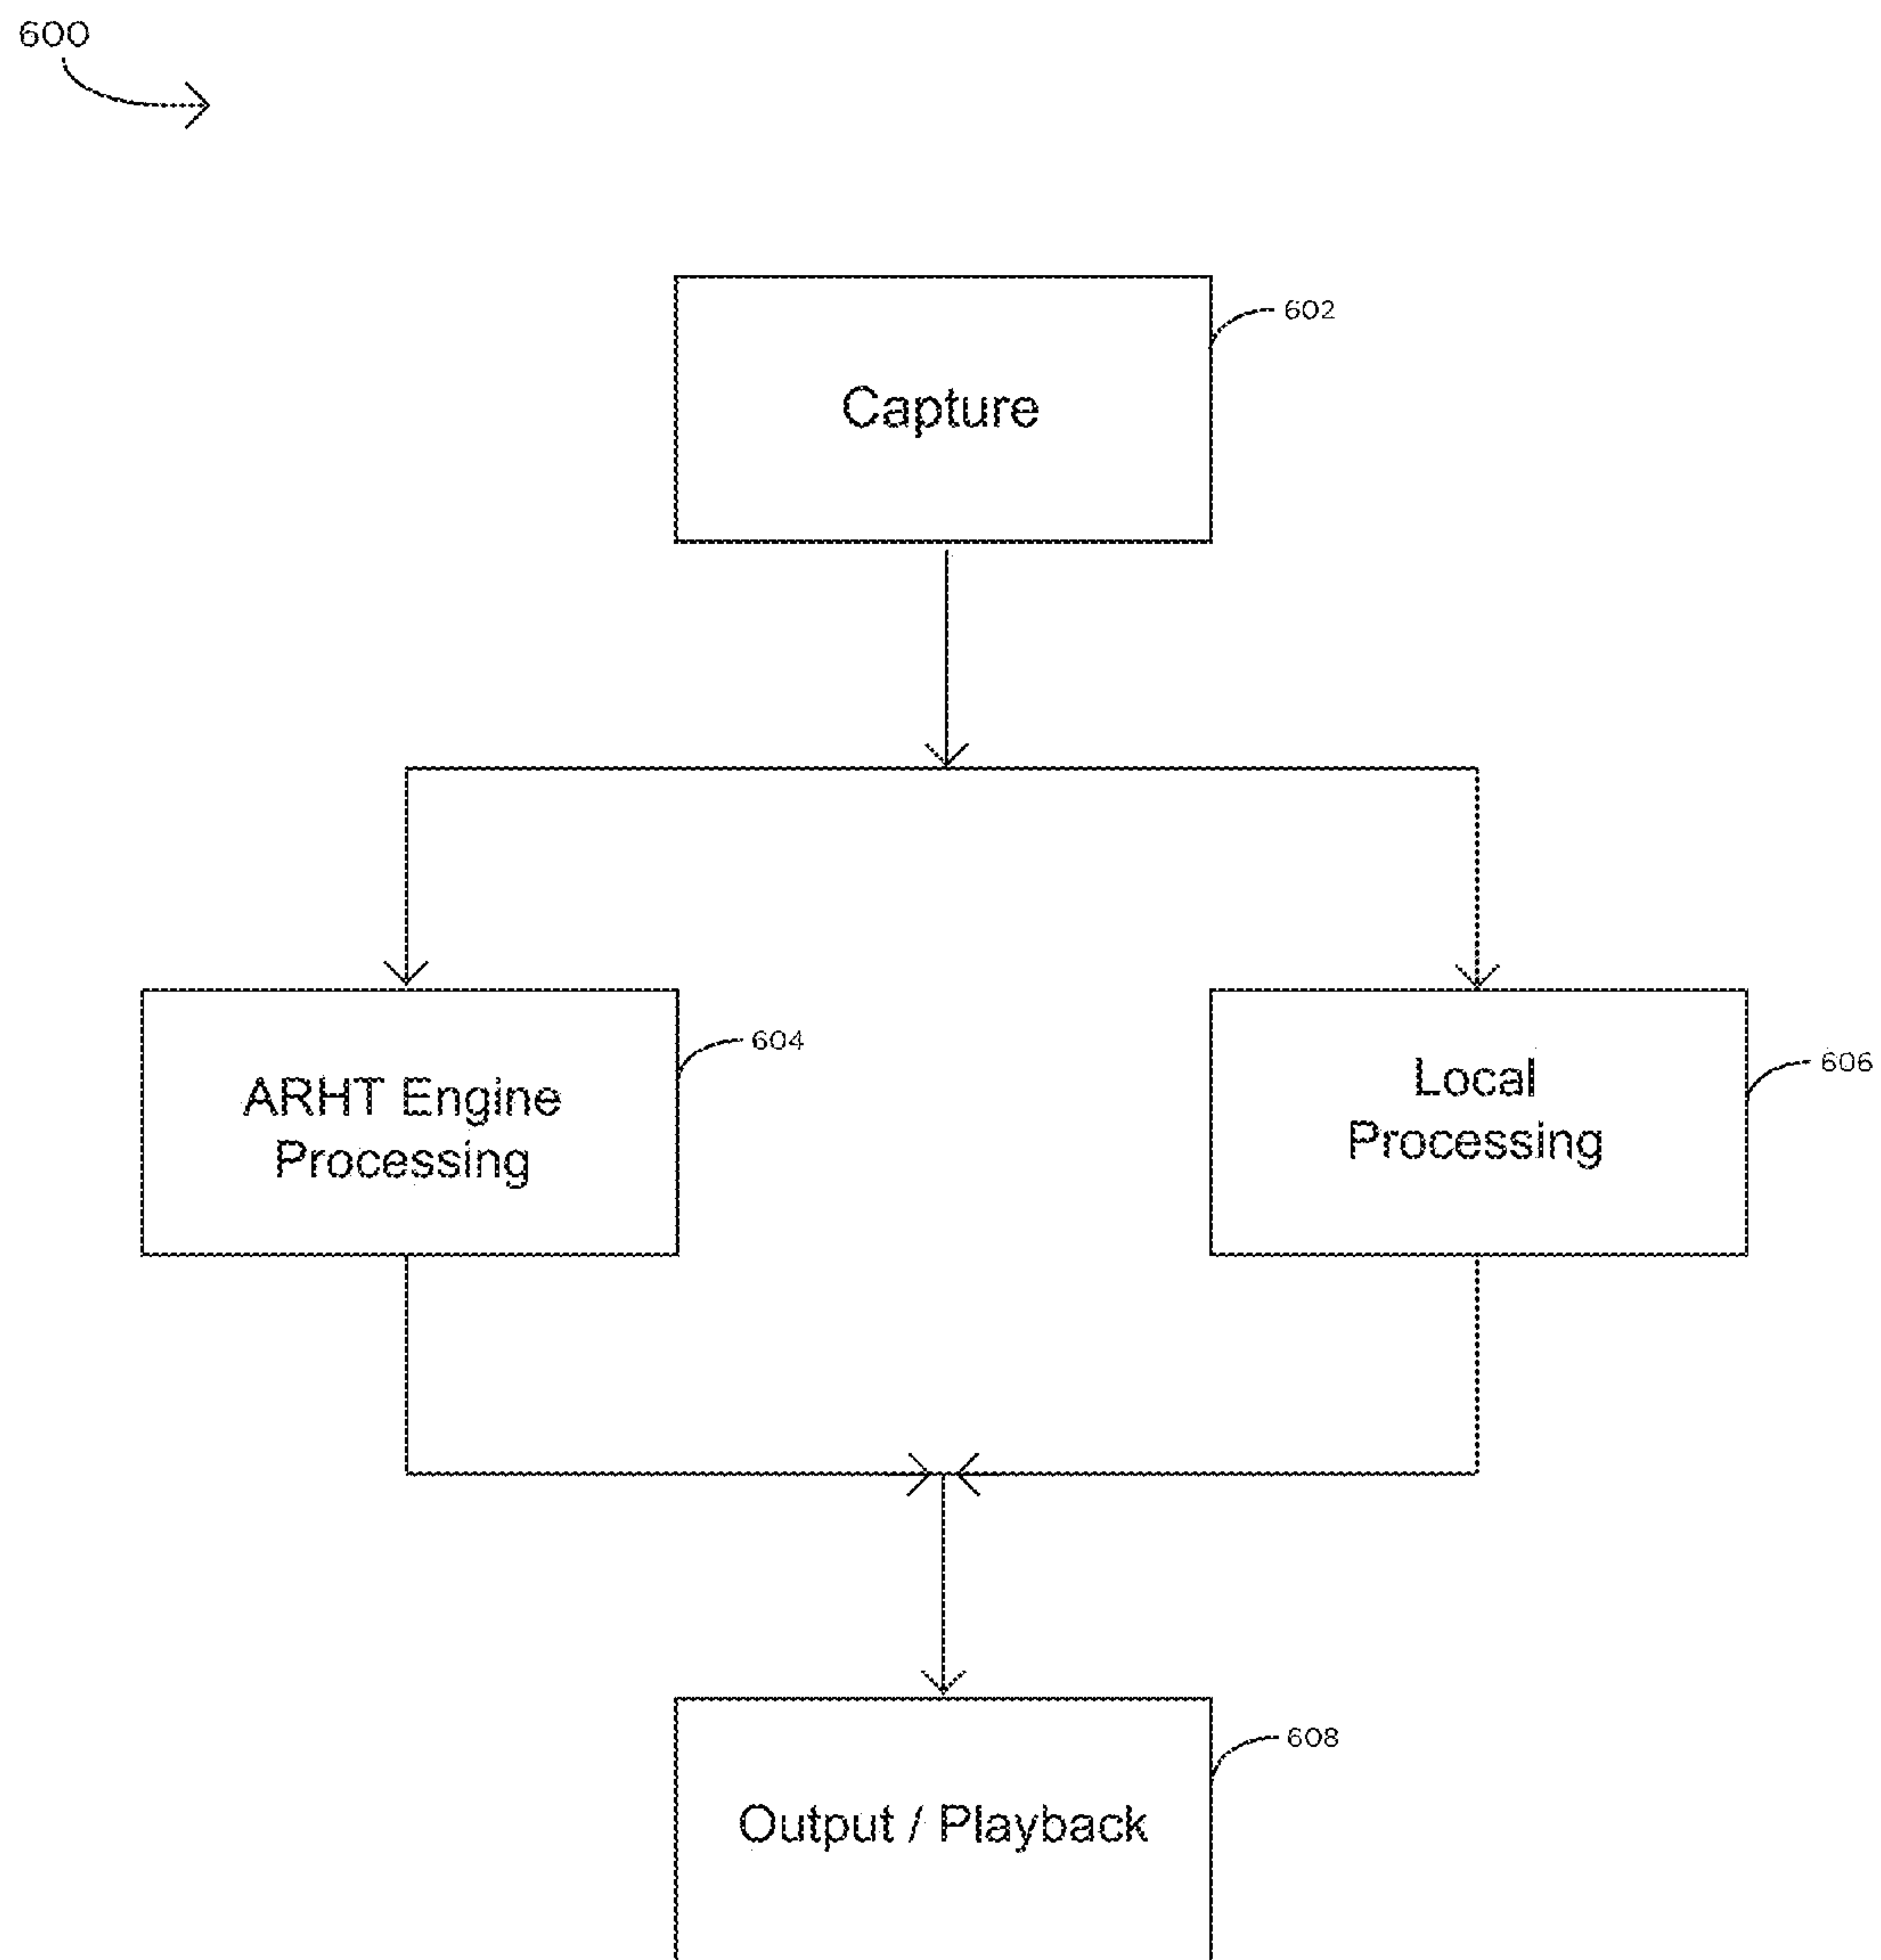 600
602
Capture
604
ARHT Engine
Processing
606
Local
Processing
608
Output / Playback